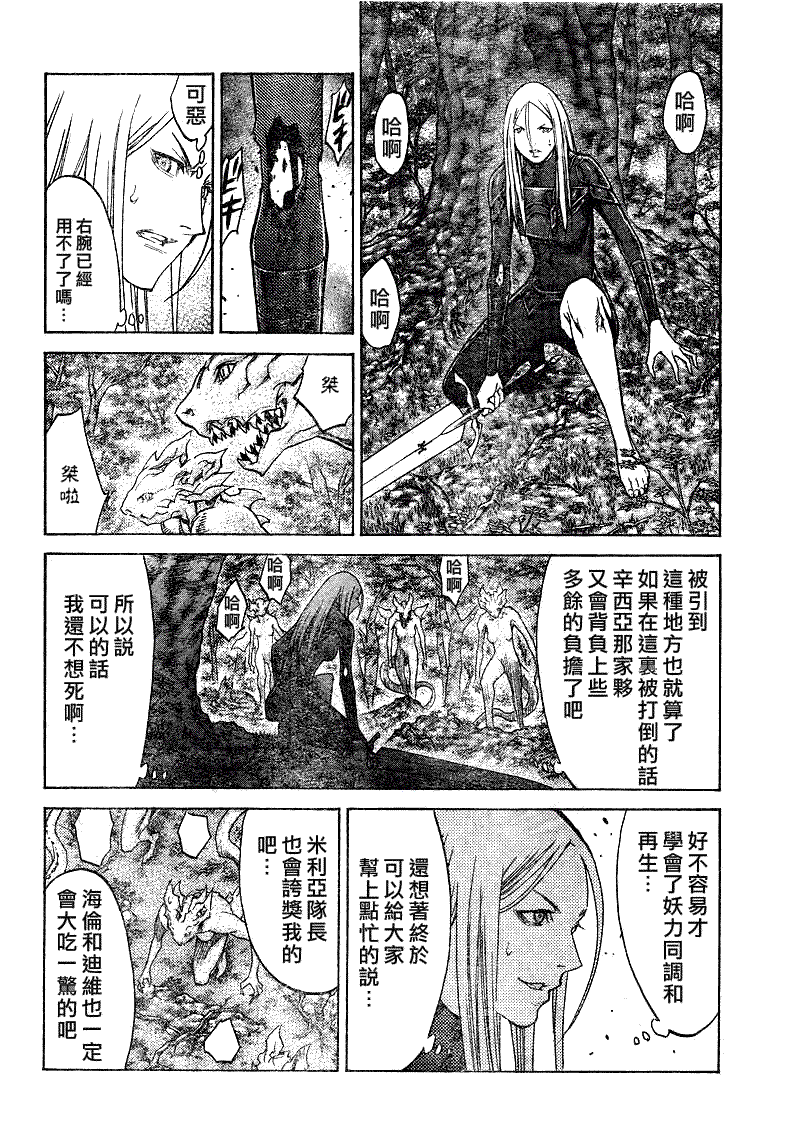 哈啊
哈啊
哈啊
ビキ
ビキ
可惡
右腕已經
用不了了嗎…
桀
桀啦
被引到
這種地方也就算了
如果在這裏被打倒的話
辛西亞那家夥
又會背負上些
多餘的負擔了吧
哈啊
哈啊
哈啊
所以說
可以的話
我還不想死啊…
好不容易才
學會了妖力同調和
再生…
還想著終於
可以給大家
幫上點忙的說…
米利亞隊長
也會誇獎我的
吧…
海倫和迪維也一定
會大吃一驚的吧